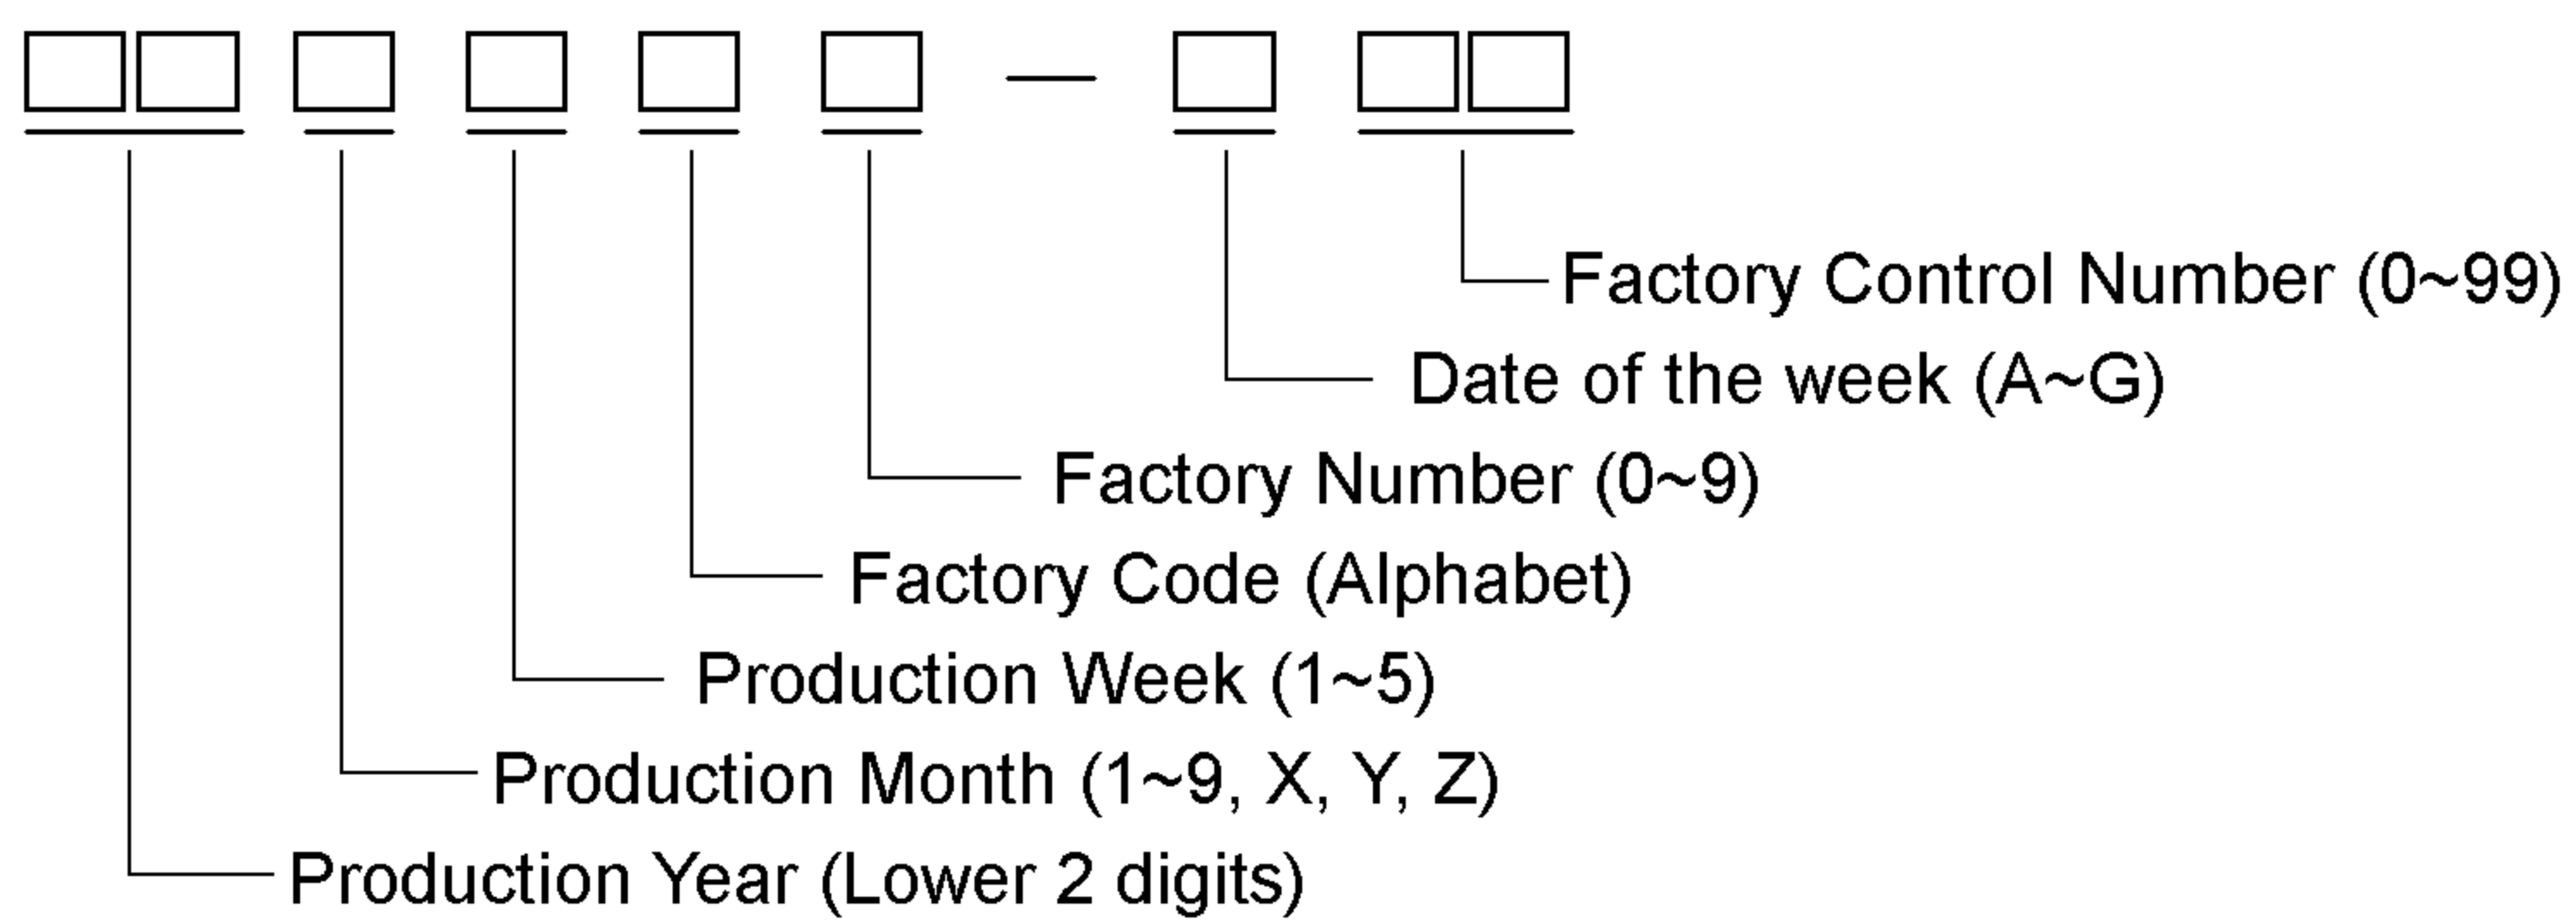 Factory Control Number (0~99)
Date of the week (A~G)
Factory Number (0~9)
Factory Code (Alphabet)
Production Week (1~5)
Production Month (1~9, X, Y, Z)
Production Year (Lower 2 digits)